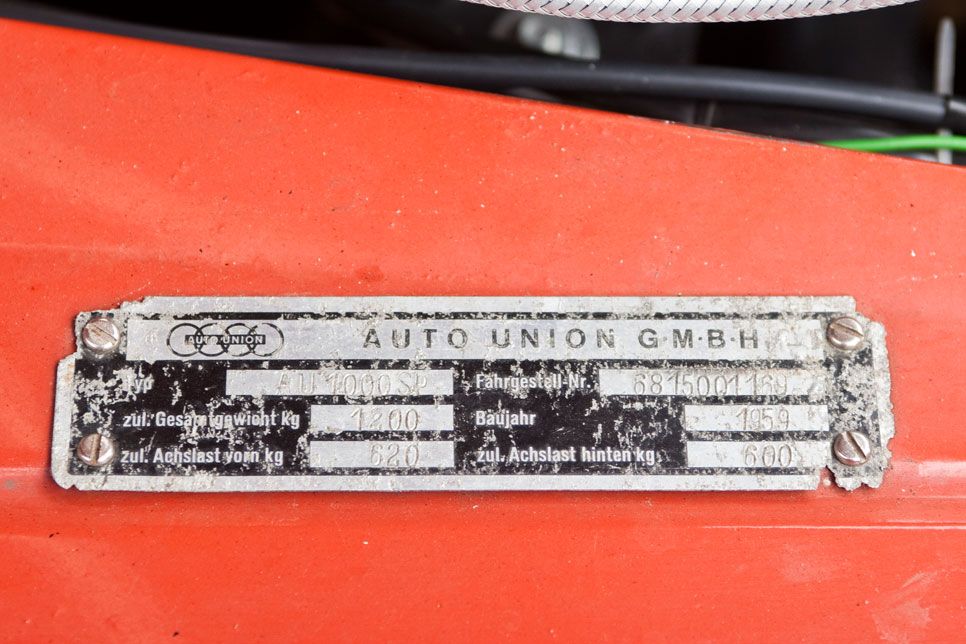 AUTO UNION AUTO UNION G·M·B·H
Typ AU 1000 SP Fahrgestell-Nr. 6815001169
zul. Gesamtgewicht kg 1200 Baujahr 1959
zul. Achslast vorn kg 620 zul. Achslast hinten kg 600